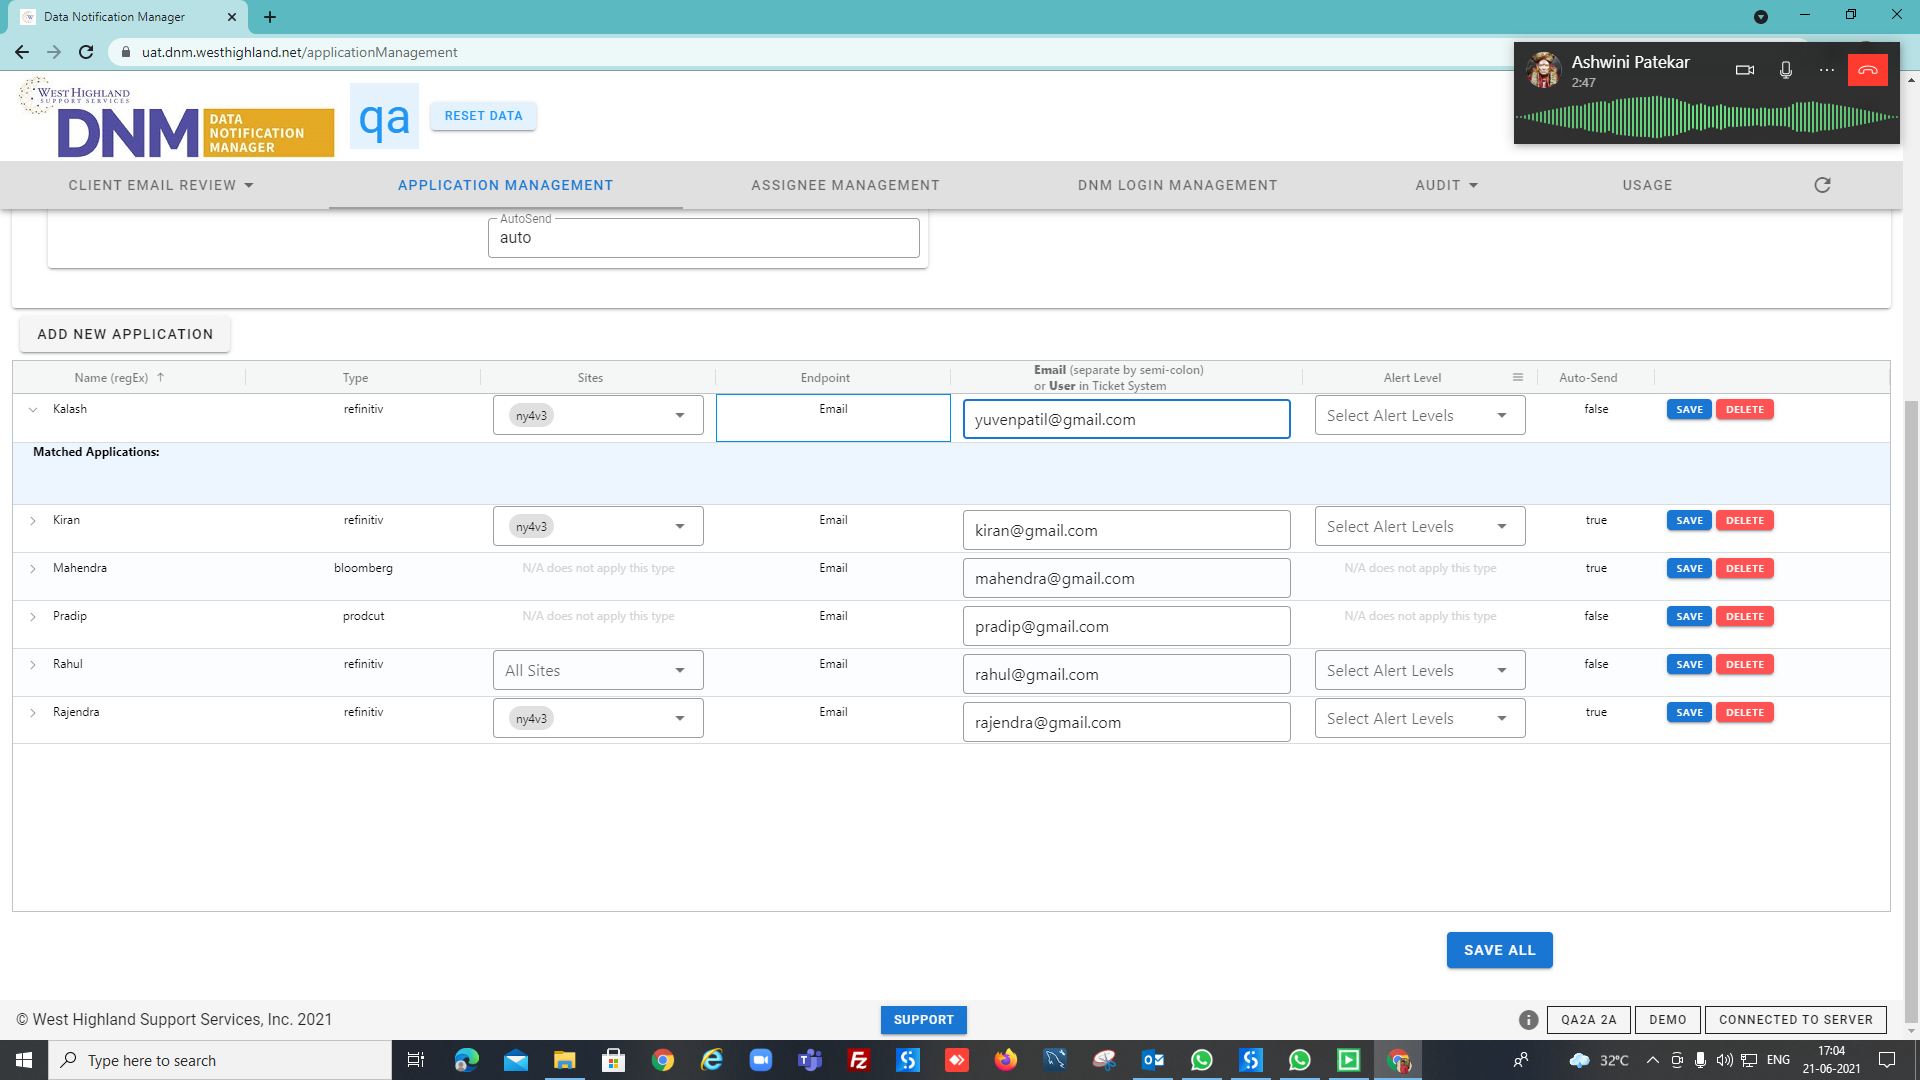 Data Notification Manager
uat.dnm.westhighland.net/applicationManagement
Ashwini Patekar
2:47
WEST HIGHLAND
SUPPORT SERVICES
DNM DATA NOTIFICATION MANAGER
qa
RESET DATA
CLIENT EMAIL REVIEW APPLICATION MANAGEMENT ASSIGNEE MANAGEMENT DNM LOGIN MANAGEMENT AUDIT USAGE
AutoSend
auto
ADD NEW APPLICATION
Name (regEx) Type Sites Endpoint Email (separate by semi-colon) or User in Ticket System Alert Level Auto-Send
Kalash refinitiv ny4v3 Email yuvenpatil@gmail.com Select Alert Levels false SAVE DELETE
Matched Applications:
Kiran refinitiv ny4v3 Email kiran@gmail.com Select Alert Levels true SAVE DELETE
Mahendra bloomberg N/A does not apply this type Email mahendra@gmail.com N/A does not apply this type true SAVE DELETE
Pradip prodcut N/A does not apply this type Email pradip@gmail.com N/A does not apply this type false SAVE DELETE
Rahul refinitiv All Sites Email rahul@gmail.com Select Alert Levels false SAVE DELETE
Rajendra refinitiv ny4v3 Email rajendra@gmail.com Select Alert Levels true SAVE DELETE
SAVE ALL
© West Highland Support Services, Inc. 2021 SUPPORT QA2A 2A DEMO CONNECTED TO SERVER
Type here to search 32°C ENG 17:04
21-06-2021